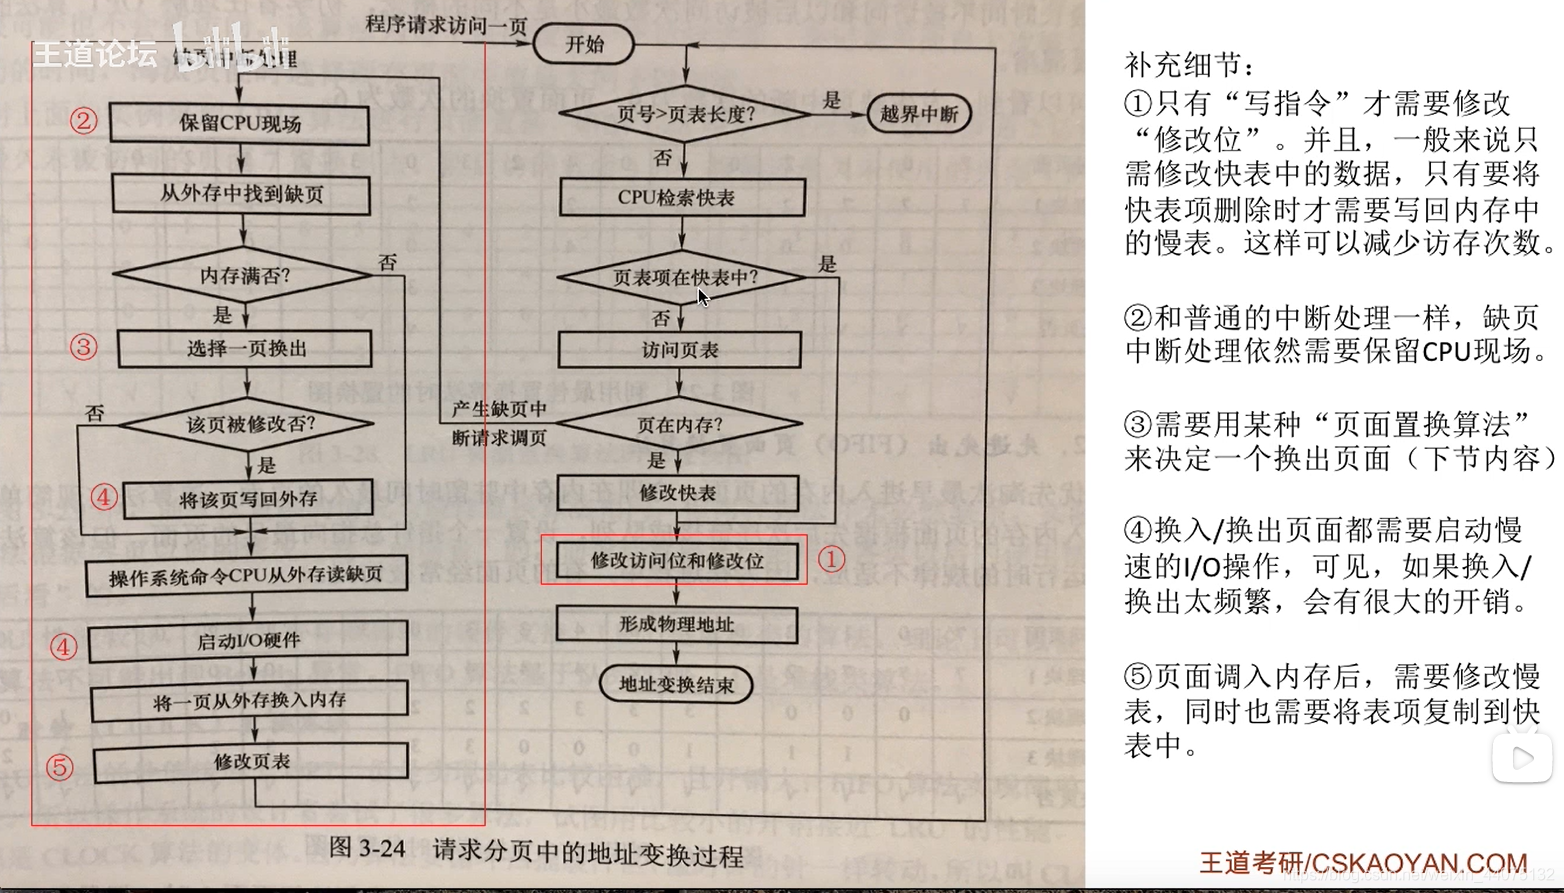 王道论坛
bilibili
缺页中断处理
②
保留CPU现场
从外存中找到缺页
内存满否?
否
是
③
选择一页换出
否
该页被修改否?
是
④
将该页写回外存
操作系统命令CPU从外存读缺页
④
启动I/O硬件
将一页从外存换入内存
⑤
修改页表
程序请求访问一页
开始
页号>页表长度?
是
越界中断
否
CPU检索快表
页表项在快表中?
是
否
访问页表
产生缺页中
断请求调页
页在内存?
是
修改快表
修改访问位和修改位
①
形成物理地址
地址变换结束
图 3-24 请求分页中的地址变换过程
补充细节：
①只有“写指令”才需要修改
“修改位”。并且，一般来说只
需修改快表中的数据，只有要将
快表项删除时才需要写回内存中
的慢表。这样可以减少访存次数。
②和普通的中断处理一样，缺页
中断处理依然需要保留CPU现场。
③需要用某种“页面置换算法”
来决定一个换出页面（下节内容）
④换入/换出页面都需要启动慢
速的I/O操作，可见，如果换入/
换出太频繁，会有很大的开销。
⑤页面调入内存后，需要修改慢
表，同时也需要将表项复制到快
表中。
王道考研/CSKAOYAN.COM